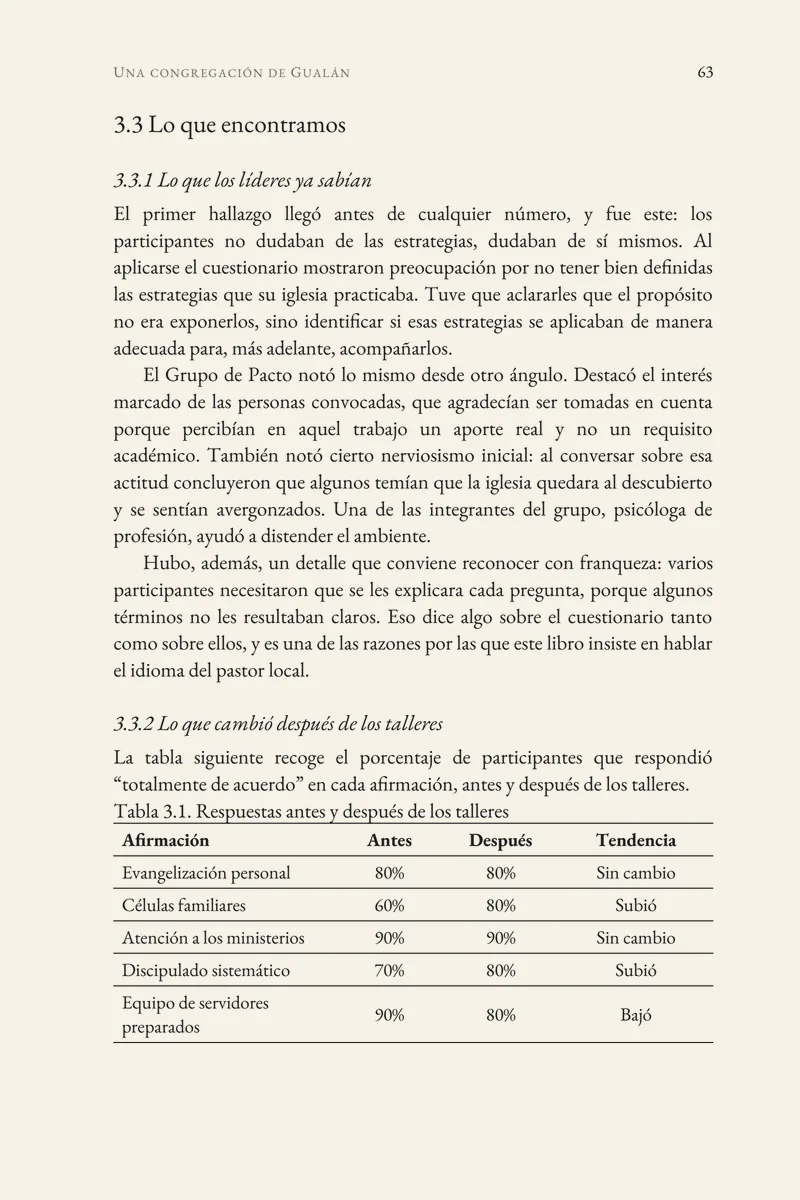 Una congregación de Gualán 63
3.3 Lo que encontramos
3.3.1 Lo que los líderes ya sabían
El primer hallazgo llegó antes de cualquier número, y fue este: los
participantes no dudaban de las estrategias, dudaban de sí mismos. Al
aplicarse el cuestionario mostraron preocupación por no tener bien definidas
las estrategias que su iglesia practicaba. Tuve que aclararles que el propósito
no era exponerlos, sino identificar si esas estrategias se aplicaban de manera
adecuada para, más adelante, acompañarlos.
El Grupo de Pacto notó lo mismo desde otro ángulo. Destacó el interés
marcado de las personas convocadas, que agradecían ser tomadas en cuenta
porque percibían en aquel trabajo un aporte real y no un requisito
académico. También notó cierto nerviosismo inicial: al conversar sobre esa
actitud concluyeron que algunos temían que la iglesia quedara al descubierto
y se sentían avergonzados. Una de las integrantes del grupo, psicóloga de
profesión, ayudó a distender el ambiente.
Hubo, además, un detalle que conviene reconocer con franqueza: varios
participantes necesitaron que se les explicara cada pregunta, porque algunos
términos no les resultaban claros. Eso dice algo sobre el cuestionario tanto
como sobre ellos, y es una de las razones por las que este libro insiste en hablar
el idioma del pastor local.
3.3.2 Lo que cambió después de los talleres
La tabla siguiente recoge el porcentaje de participantes que respondió
“totalmente de acuerdo” en cada afirmación, antes y después de los talleres.
Tabla 3.1. Respuestas antes y después de los talleres
Afirmación Antes Después Tendencia
Evangelización personal 80% 80% Sin cambio
Células familiares 60% 80% Subió
Atención a los ministerios 90% 90% Sin cambio
Discipulado sistemático 70% 80% Subió
Equipo de servidores
preparados 90% 80% Bajó